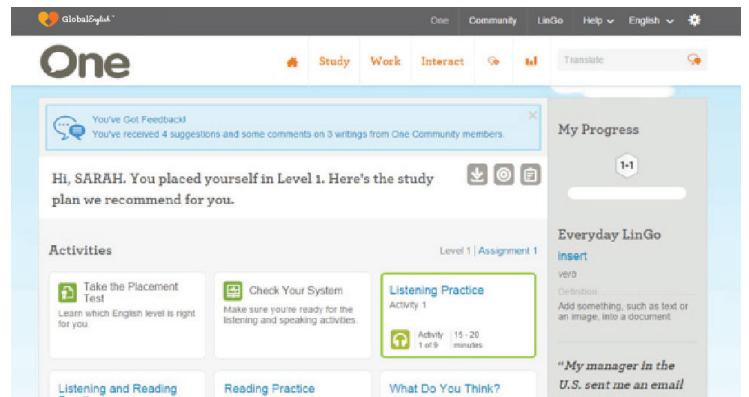 GlobalEnglish
One Community LinGo Help English
One
Study Work Interact
Translate
You've Got Feedback!
You've received 4 suggestions and some comments on 3 writings from One Community members.
×
My Progress
1-1
Hi, SARAH. You placed yourself in Level 1. Here's the study
plan we recommend for you.
Everyday LinGo
insert
verb
Definition
Add something, such as text or
an image, into a document
"My manager in the
U.S. sent me an email
Activities
Level 1 | Assignment 1
Take the Placement
Test
Learn which English level is right
for you.
Check Your System
Make sure you're ready for the
listening and speaking activities.
Listening Practice
Activity 1
Activity
1 of 9
15 - 20
minutes
Listening and Reading
Reading Practice
What Do You Think?